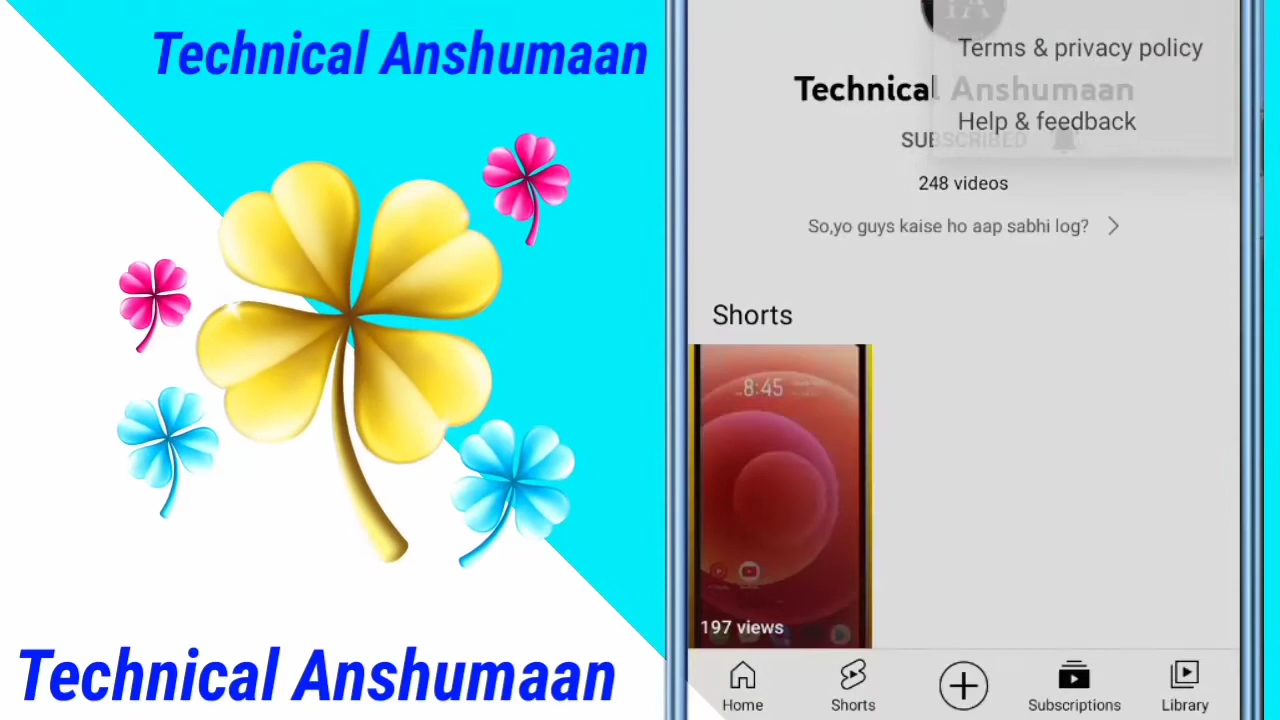 Technical Anshumaan
Terms & privacy policy
Technical Anshumaan
Help & feedback
SUBSCRIBED
248 videos
So,yo guys kaise ho aap sabhi log?
Shorts
8:45
197 views
Technical Anshumaan
Home
Shorts
Subscriptions
Library